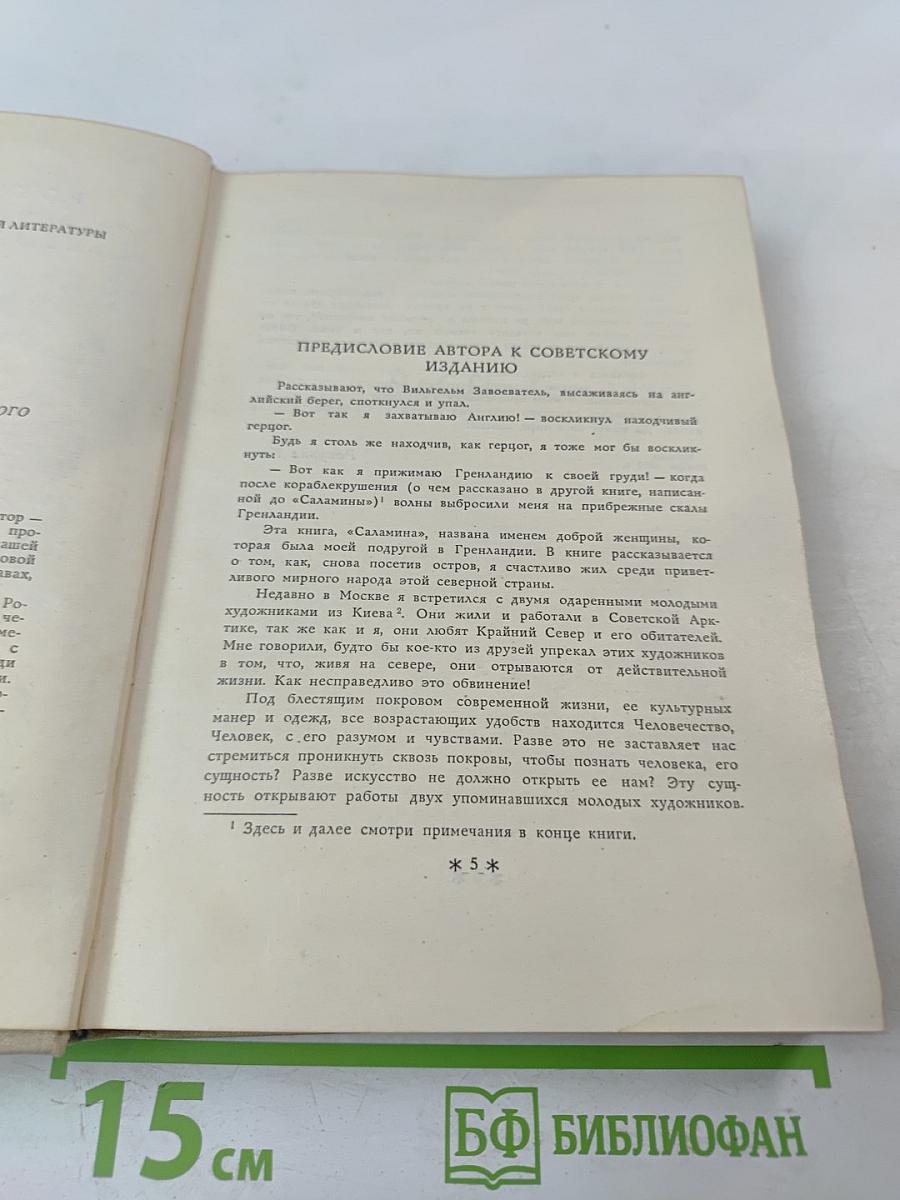 Я ЛИТЕРАТУРЫ
ОГО
тор —
про-
ашей
овой
авах,
Ро-
че-
ме-
с
ди
и.
ПРЕДИСЛОВИЕ АВТОРА К СОВЕТСКОМУ
ИЗДАНИЮ
Рассказывают, что Вильгельм Завоеватель, высаживаясь на анг-
лийский берег, споткнулся и упал.
— Вот так я захватываю Англию! — воскликнул находчивый
герцог.
Будь я столь же находчив, как герцог, я тоже мог бы восклик-
нуть:
— Вот как я прижимаю Гренландию к своей груди! — когда
после кораблекрушения (о чем рассказано в другой книге, написан-
ной до «Саламины»)¹ волны выбросили меня на прибрежные скалы
Гренландии.
Эта книга, «Саламина», названа именем доброй женщины, ко-
торая была моей подругой в Гренландии. В книге рассказывается
о том, как, снова посетив остров, я счастливо жил среди привет-
ливого мирного народа этой северной страны.
Недавно в Москве я встретился с двумя одаренными молодыми
художниками из Киева². Они жили и работали в Советской Арк-
тике, так же как и я, они любят Крайний Север и его обитателей.
Мне говорили, будто бы кое-кто из друзей упрекал этих художников
в том, что, живя на севере, они отрываются от действительной
жизни. Как несправедливо это обвинение!
Под блестящим покровом современной жизни, ее культурных
манер и одежд, все возрастающих удобств находится Человечество,
Человек, с его разумом и чувствами. Разве это не заставляет нас
стремиться проникнуть сквозь покровы, чтобы познать человека, его
сущность? Разве искусство не должно открыть ее нам? Эту сущ-
ность открывают работы двух упоминавшихся молодых художников.
¹ Здесь и далее смотри примечания в конце книги.
* 5 *
15 см
БФ БИБЛИОФАН